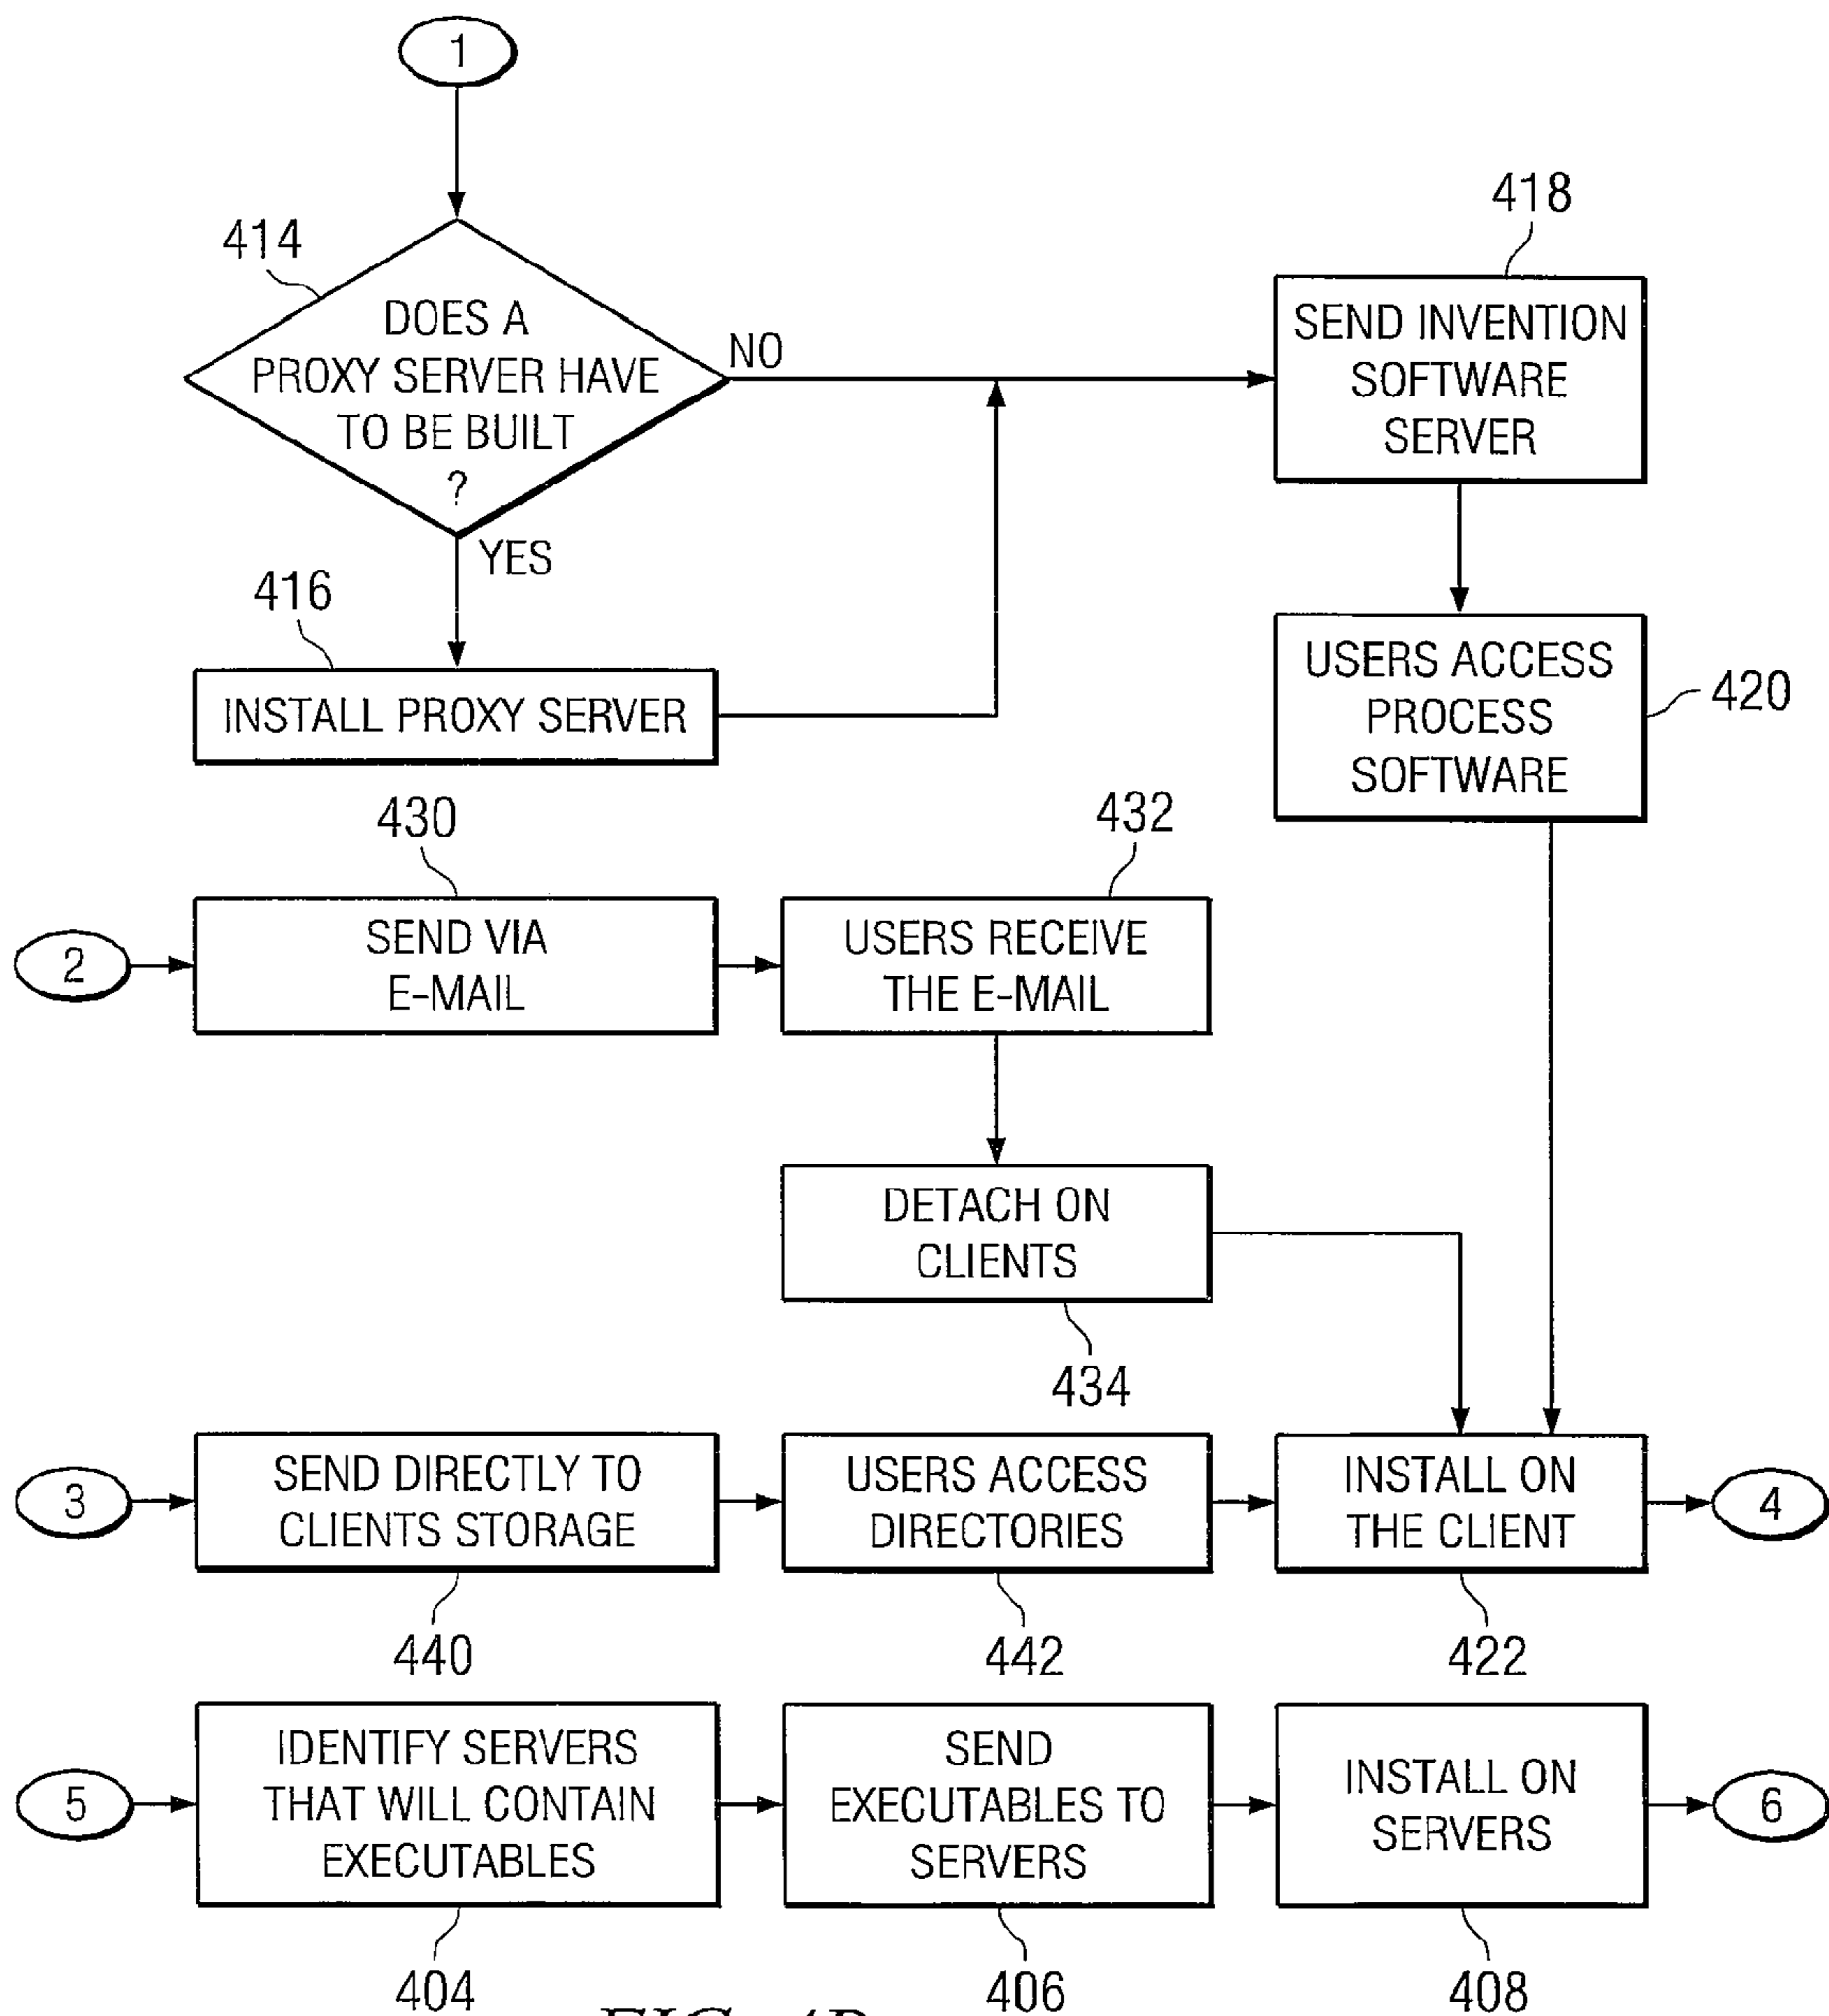 1
414
DOES A
PROXY SERVER HAVE
TO BE BUILT
?
NO
YES
418
SEND INVENTION
SOFTWARE
SERVER
416
INSTALL PROXY SERVER
USERS ACCESS
PROCESS
SOFTWARE
420
430
432
2
SEND VIA
E-MAIL
USERS RECEIVE
THE E-MAIL
DETACH ON
CLIENTS
434
3
SEND DIRECTLY TO
CLIENTS STORAGE
USERS ACCESS
DIRECTORIES
INSTALL ON
THE CLIENT
4
440
442
422
5
IDENTIFY SERVERS
THAT WILL CONTAIN
EXECUTABLES
SEND
EXECUTABLES TO
SERVERS
INSTALL ON
SERVERS
6
404
406
408